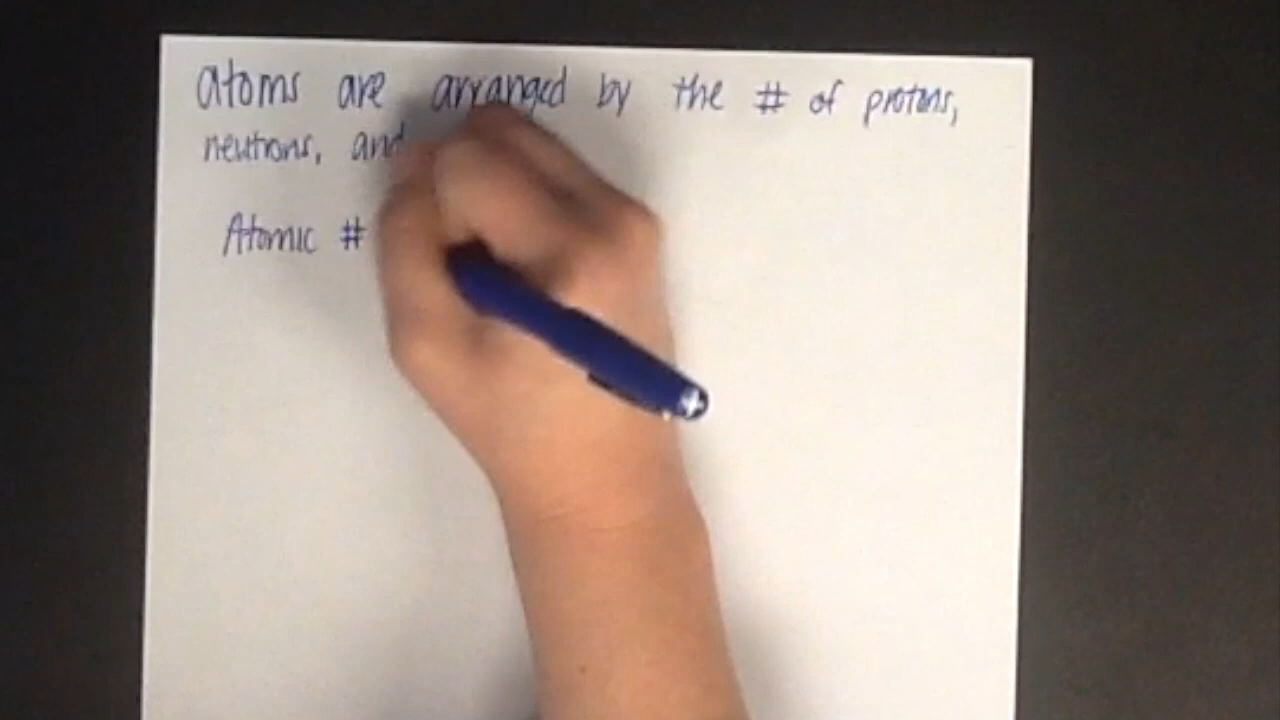 atoms are arranged by the # of protons,
neutrons, and
Atomic #